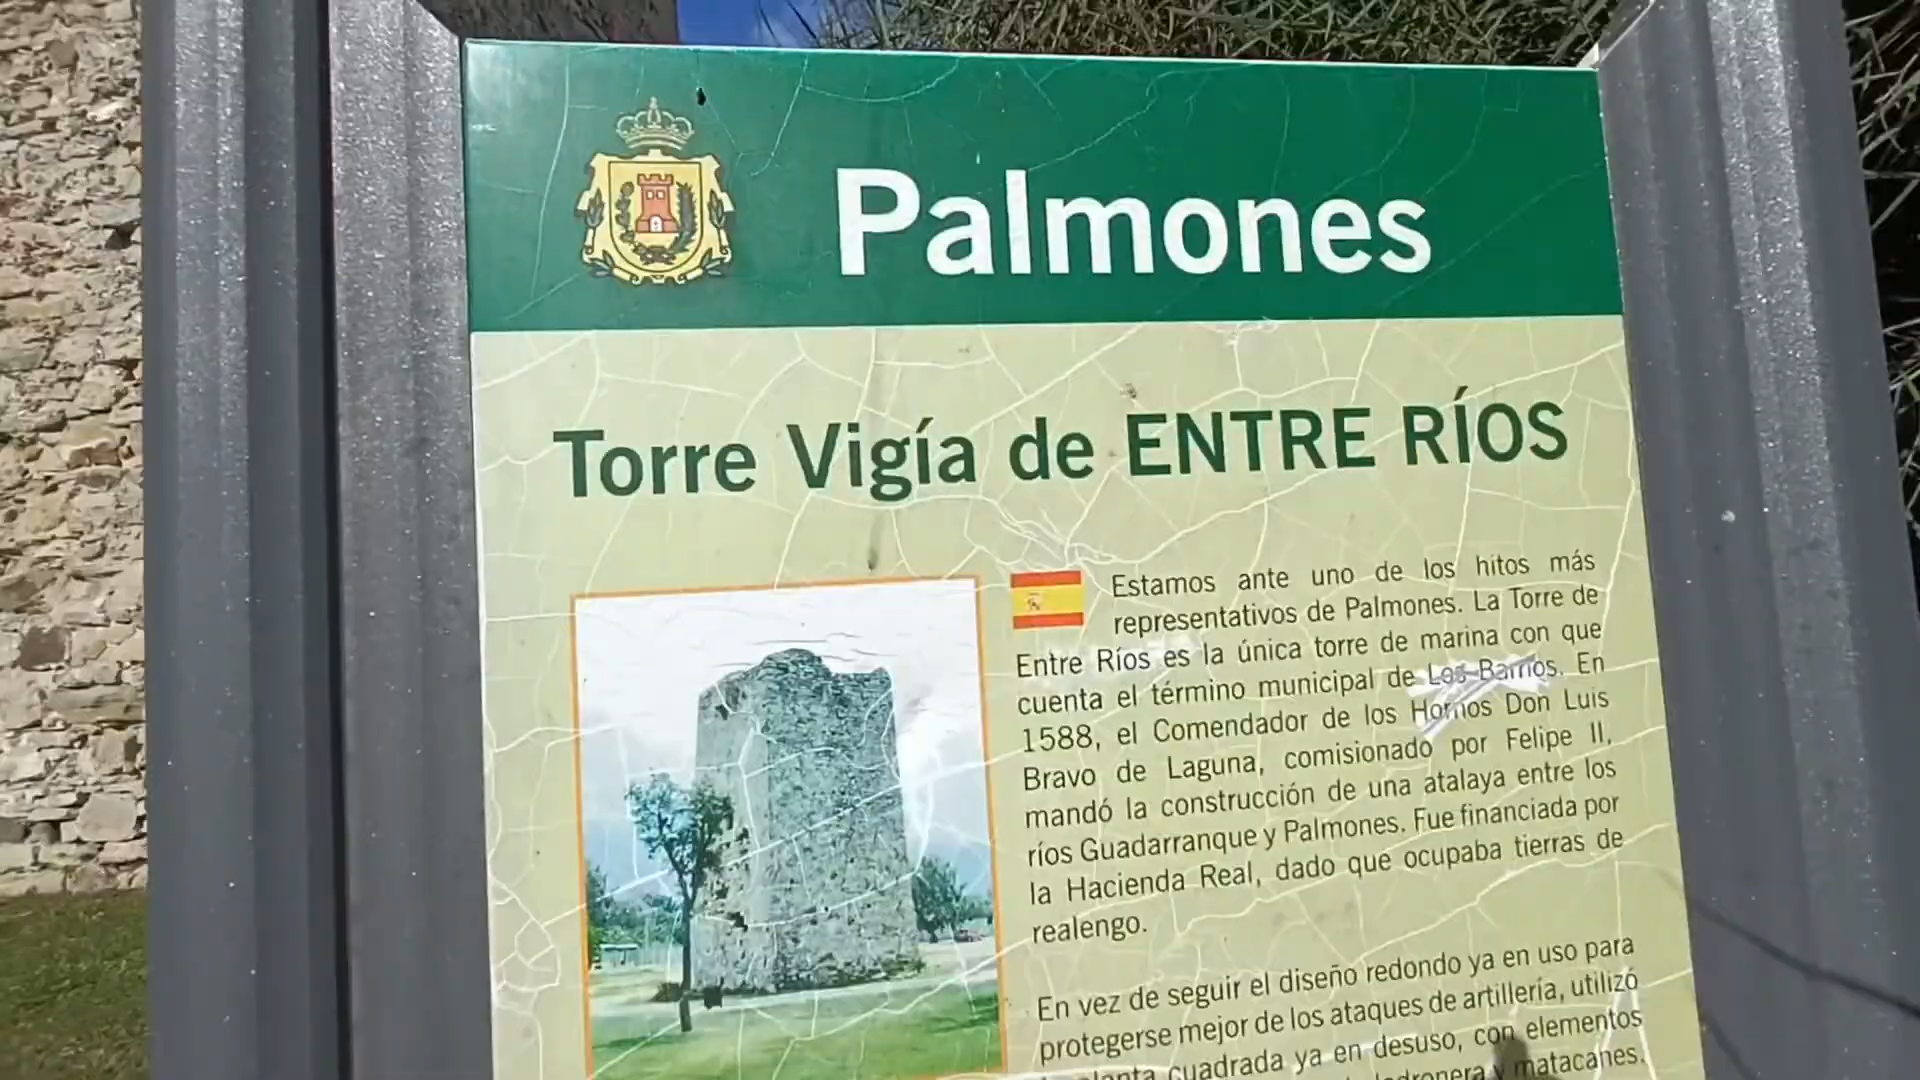 Palmones
Torre Vigía de ENTRE RÍOS
Estamos ante uno de los hitos más
representativos de Palmones. La Torre de
Entre Ríos es la única torre de marina con que
cuenta el término municipal de Los Barrios. En
1588, el Comendador de los Hornos Don Luis
Bravo de Laguna, comisionado por Felipe II,
mandó la construcción de una atalaya entre los
ríos Guadarranque y Palmones. Fue financiada por
la Hacienda Real, dado que ocupaba tierras de
realengo.
En vez de seguir el diseño redondo ya en uso para
protegerse mejor de los ataques de artillería, utilizó
planta cuadrada ya en desuso, con elementos
ladronera y matacanes.